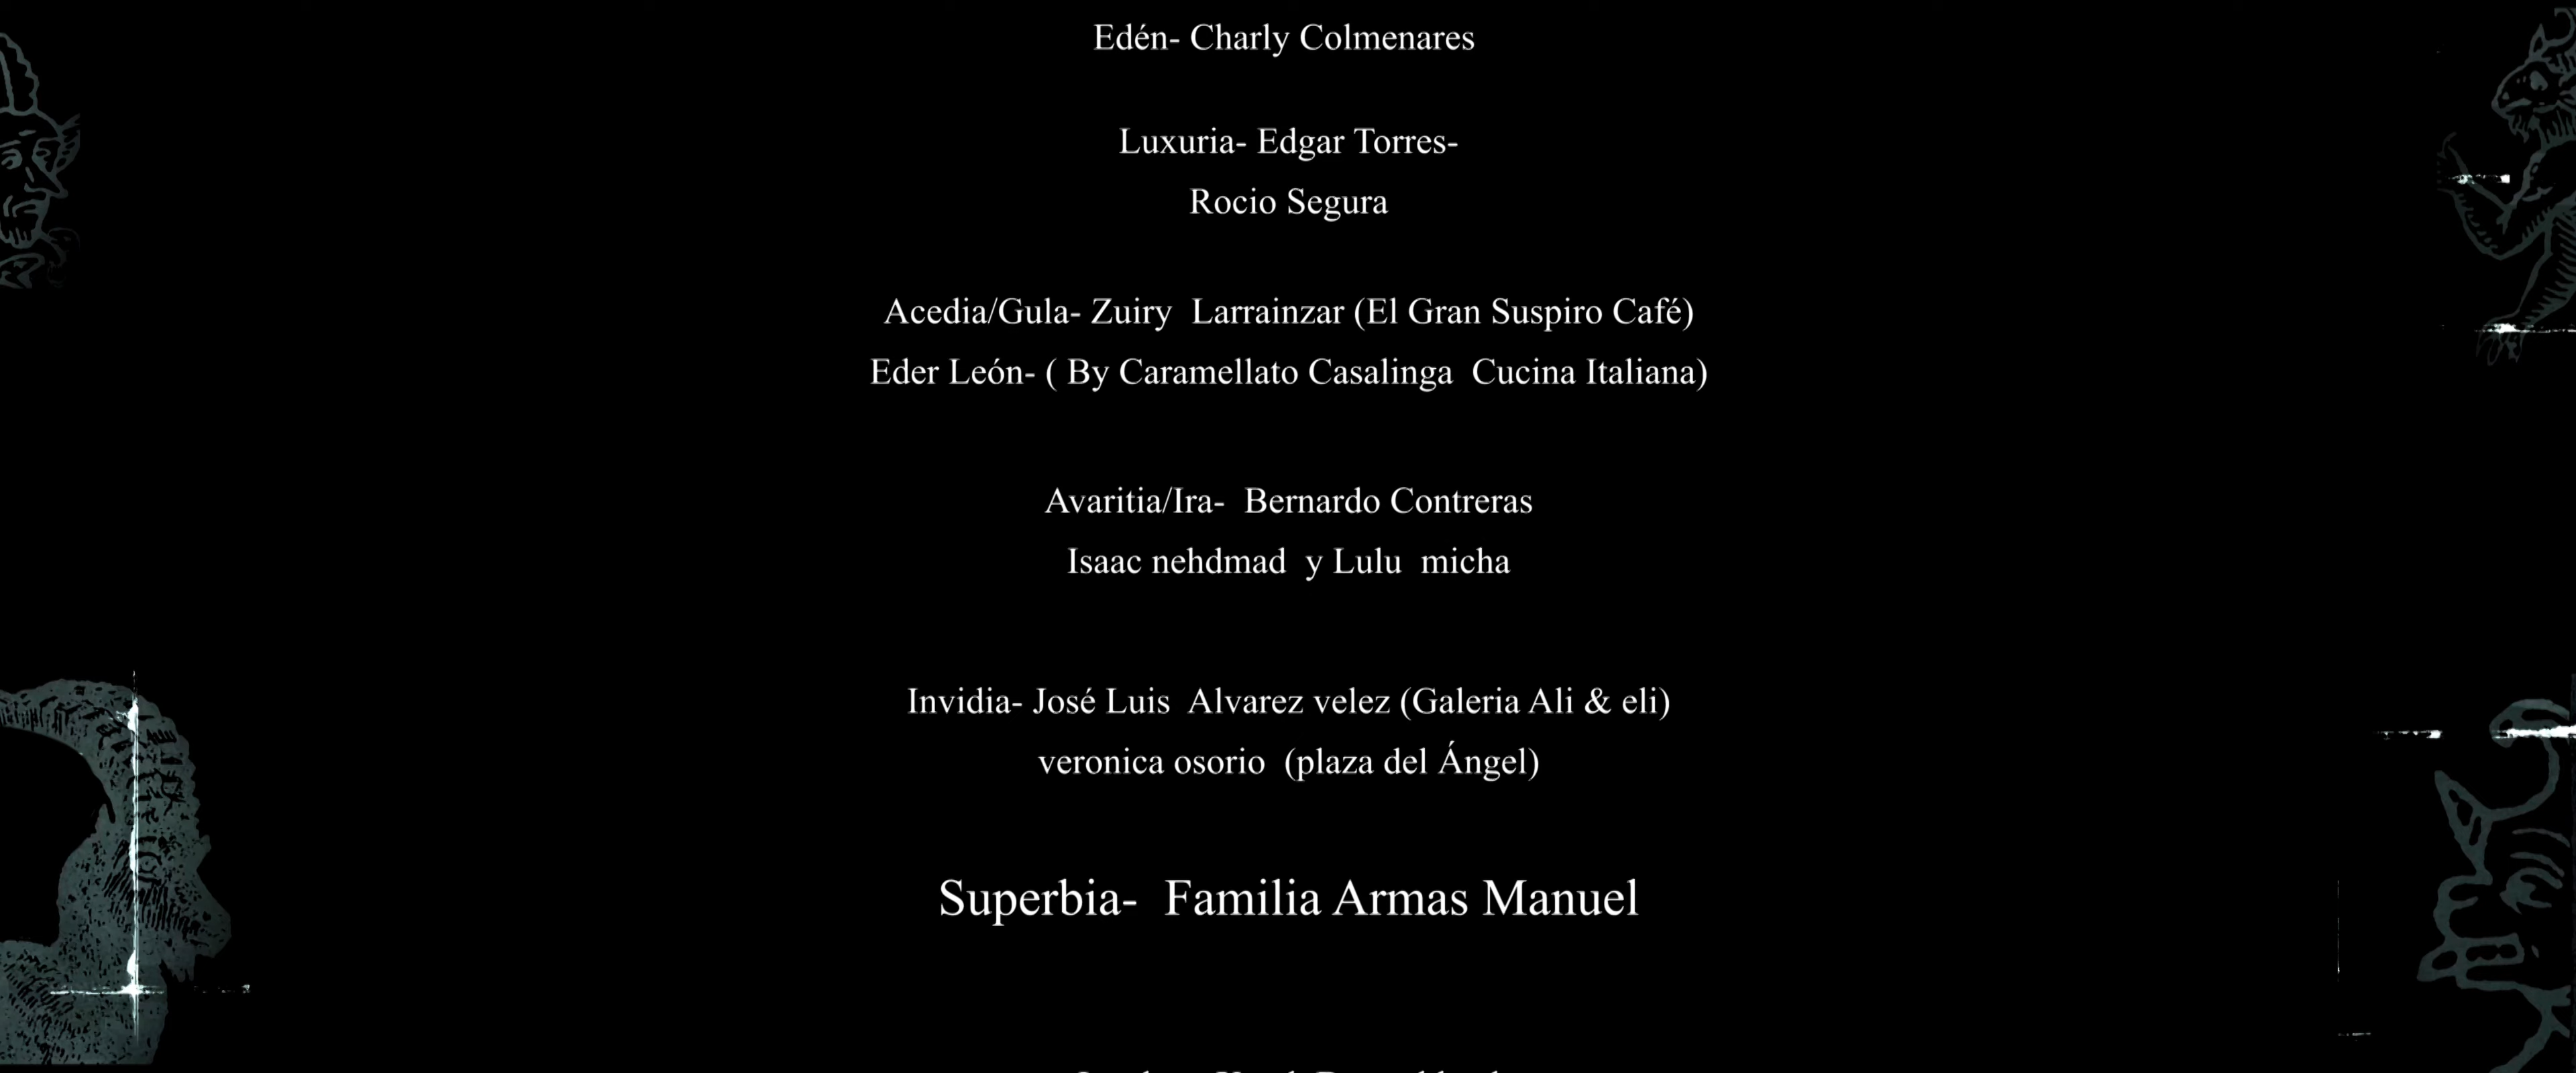 Edén- Charly Colmenares
Luxuria- Edgar Torres-
Rocio Segura
Acedia/Gula- Zuiry  Larrainzar (El Gran Suspiro Café)
Eder León- ( By Caramellato Casalinga  Cucina Italiana)
Avaritia/Ira-  Bernardo Contreras
Isaac nehdmad  y Lulu  micha
Invidia- José Luis  Alvarez velez (Galeria Ali & eli)
veronica osorio  (plaza del Ángel)
Superbia-  Familia Armas Manuel